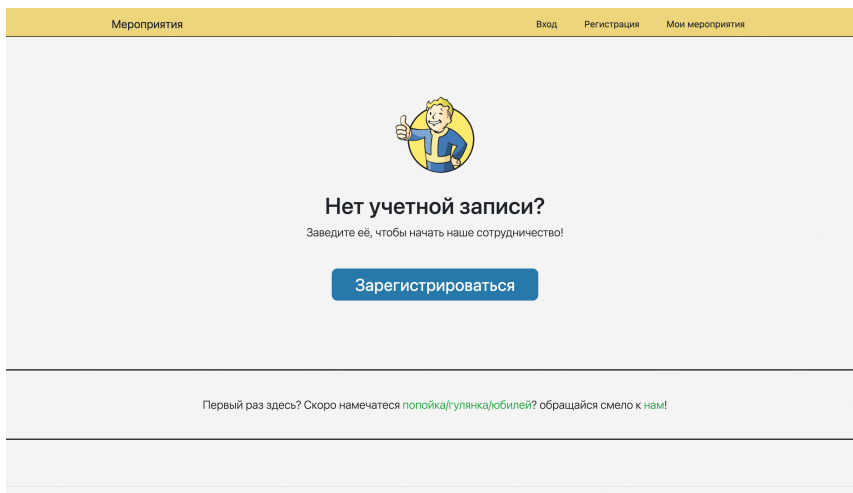 Мероприятия
Вход Регистрация Мои мероприятия
Нет учетной записи?
Заведите её, чтобы начать наше сотрудничество!
Зарегистрироваться
Первый раз здесь? Скоро намечатеся попойка/гулянка/юбилей? обращайся смело к нам!